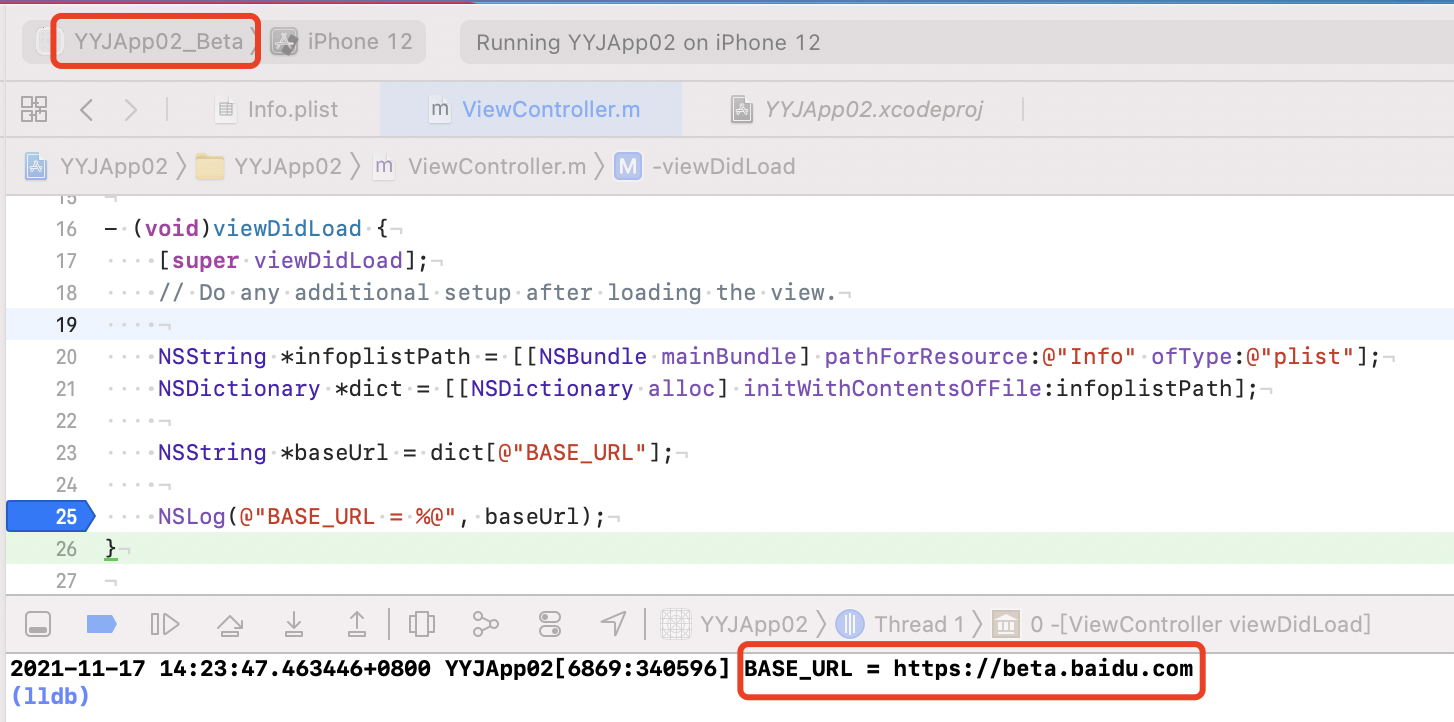 YYJApp02_Beta iPhone 12 Running YYJApp02 on iPhone 12
Info.plist m ViewController.m YYJApp02.xcodeproj
YYJApp02 YYJApp02 m ViewController.m M -viewDidLoad
15
16 - (void)viewDidLoad {
17 [super viewDidLoad];
18 // Do any additional setup after loading the view.
19
20 NSString *infoplistPath = [[NSBundle mainBundle] pathForResource:@"Info" ofType:@"plist"];
21 NSDictionary *dict = [[NSDictionary alloc] initWithContentsOfFile:infoplistPath];
22
23 NSString *baseUrl = dict[@"BASE_URL"];
24
25 NSLog(@"BASE_URL = %@", baseUrl);
26 }
27
YYJApp02 Thread 1 0 -[ViewController viewDidLoad]
2021-11-17 14:23:47.463446+0800 YYJApp02[6869:340596] BASE_URL = https://beta.baidu.com
(lldb)